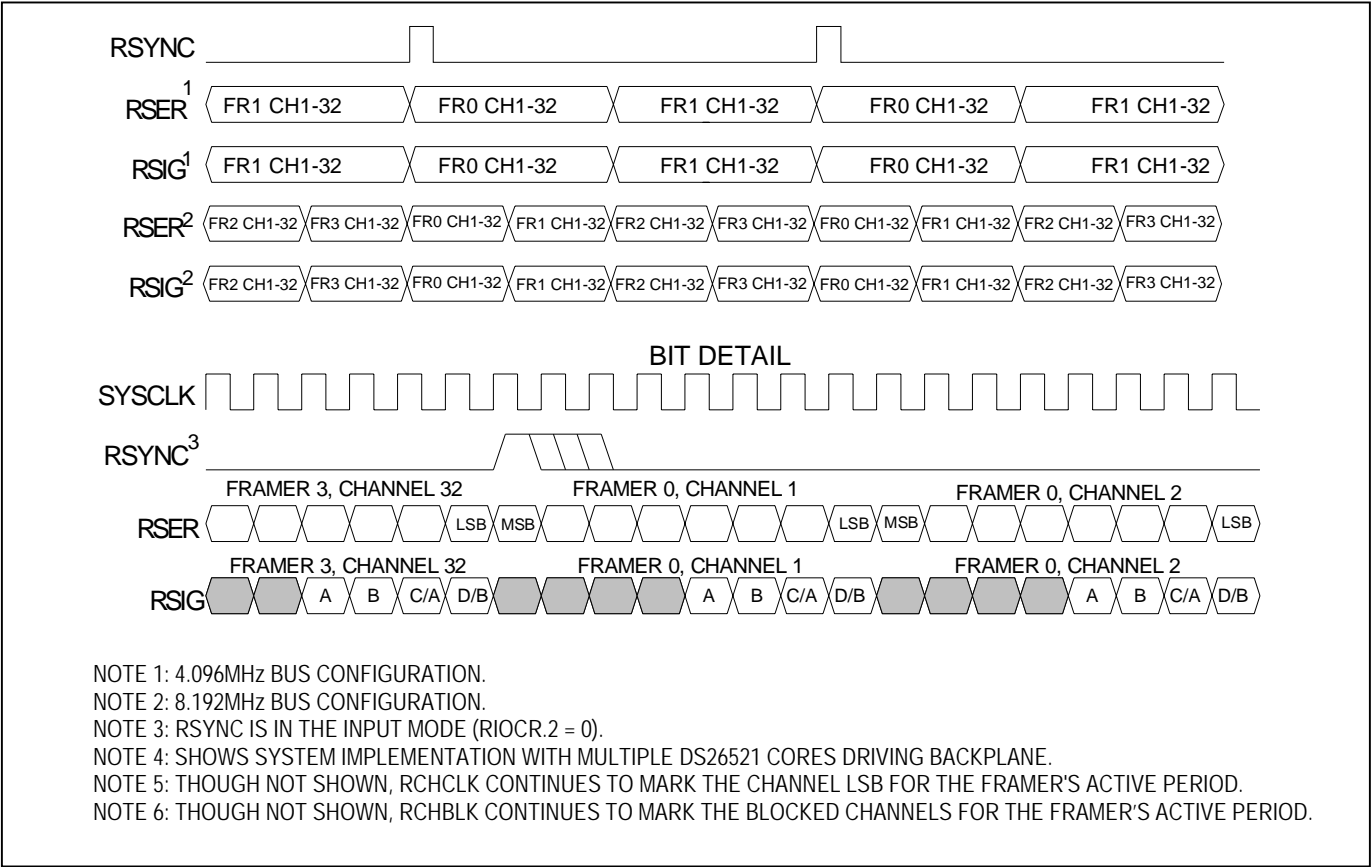 RSYNC
RSER1 FR1 CH1-32 FR0 CH1-32 FR1 CH1-32 FR0 CH1-32 FR1 CH1-32
RSIG1 FR1 CH1-32 FR0 CH1-32 FR1 CH1-32 FR0 CH1-32 FR1 CH1-32
RSER2 FR2 CH1-32 FR3 CH1-32 FR0 CH1-32 FR1 CH1-32 FR2 CH1-32 FR3 CH1-32 FR0 CH1-32 FR1 CH1-32 FR2 CH1-32 FR3 CH1-32
RSIG2 FR2 CH1-32 FR3 CH1-32 FR0 CH1-32 FR1 CH1-32 FR2 CH1-32 FR3 CH1-32 FR0 CH1-32 FR1 CH1-32 FR2 CH1-32 FR3 CH1-32
BIT DETAIL
SYSCLK
RSYNC3
FRAMER 3, CHANNEL 32 FRAMER 0, CHANNEL 1 FRAMER 0, CHANNEL 2
RSER LSB MSB LSB MSB LSB
FRAMER 3, CHANNEL 32 FRAMER 0, CHANNEL 1 FRAMER 0, CHANNEL 2
RSIG A B C/A D/B A B C/A D/B A B C/A D/B
NOTE 1: 4.096MHz BUS CONFIGURATION.
NOTE 2: 8.192MHz BUS CONFIGURATION.
NOTE 3: RSYNC IS IN THE INPUT MODE (RIOCR.2 = 0).
NOTE 4: SHOWS SYSTEM IMPLEMENTATION WITH MULTIPLE DS26521 CORES DRIVING BACKPLANE.
NOTE 5: THOUGH NOT SHOWN, RCHCLK CONTINUES TO MARK THE CHANNEL LSB FOR THE FRAMER'S ACTIVE PERIOD.
NOTE 6: THOUGH NOT SHOWN, RCHBLK CONTINUES TO MARK THE BLOCKED CHANNELS FOR THE FRAMER'S ACTIVE PERIOD.